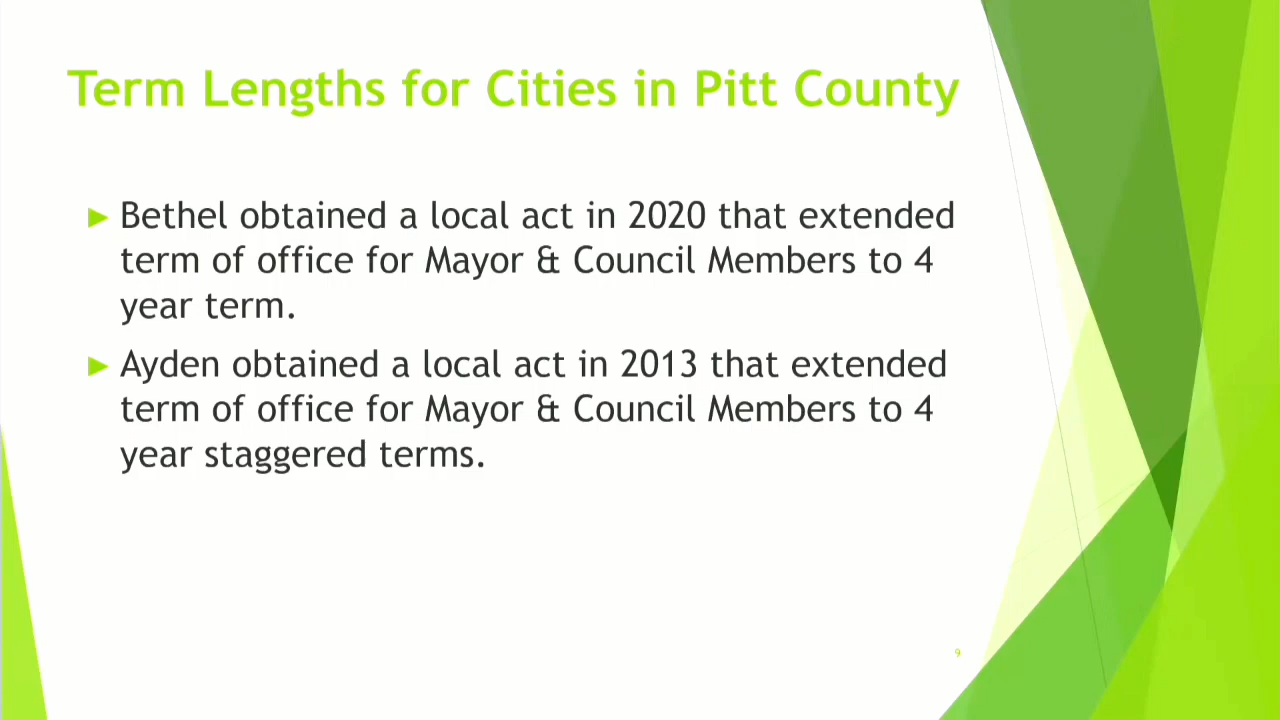 Term Lengths for Cities in Pitt County
Bethel obtained a local act in 2020 that extended
term of office for Mayor & Council Members to 4
year term.
Ayden obtained a local act in 2013 that extended
term of office for Mayor & Council Members to 4
year staggered terms.
9